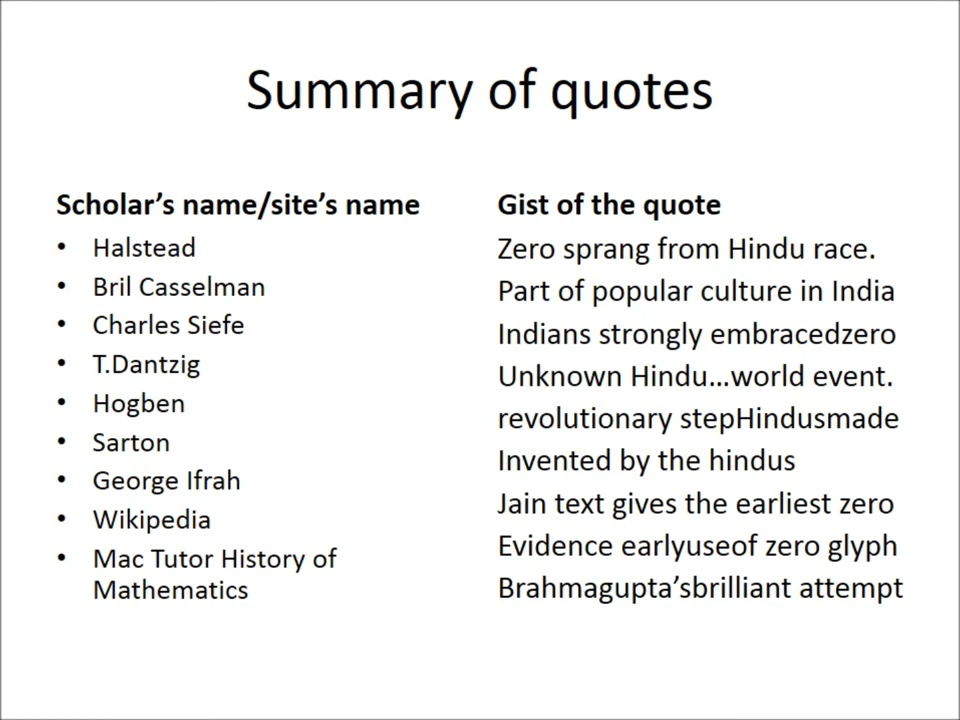 Summary of quotes
Scholar’s name/site’s name
• Halstead
• Bril Casselman
• Charles Siefe
• T.Dantzig
• Hogben
• Sarton
• George Ifrah
• Wikipedia
• Mac Tutor History of
Mathematics
Gist of the quote
Zero sprang from Hindu race.
Part of popular culture in India
Indians strongly embracedzero
Unknown Hindu...world event.
revolutionary stepHindusmade
Invented by the hindus
Jain text gives the earliest zero
Evidence earlyuseof zero glyph
Brahmagupta’sbrilliant attempt